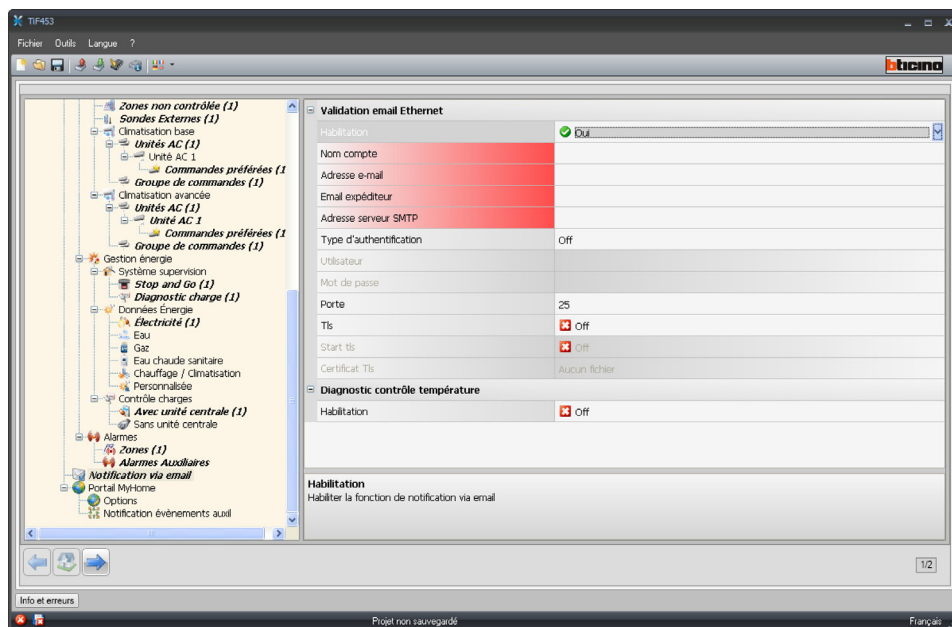 TiF453
Fichier Outils Langue ?
bticino
Zones non contrôlée (1)
Sondes Externes (1)
Climatisation base
Unités AC (1)
Unité AC 1
Commandes préférées (1
Groupe de commandes (1)
Climatisation avancée
Unités AC (1)
Unité AC 1
Commandes préférées (1
Groupe de commandes (1)
Gestion énergie
Système supervision
Stop and Go (1)
Diagnostic charge (1)
Données Énergie
Électricité (1)
Eau
Gaz
Eau chaude sanitaire
Chauffage / Climatisation
Personnalisée
Contrôle charges
Avec unité centrale (1)
Sans unité centrale
Alarmes
Zones (1)
Alarmes Auxiliaires
Notification via email
Portail MyHome
Options
Notification évènements auxil
Validation email Ethernet
Habilitation Oui
Nom compte
Adresse e-mail
Email expéditeur
Adresse serveur SMTP
Type d'authentification Off
Utilisateur
Mot de passe
Porte 25
Tls Off
Start tls Off
Certificat Tls Aucun fichier
Diagnostic contrôle température
Habilitation Off
Habilitation
Habiliter la fonction de notification via email
1/2
Info et erreurs
Projet non sauvegardé Français